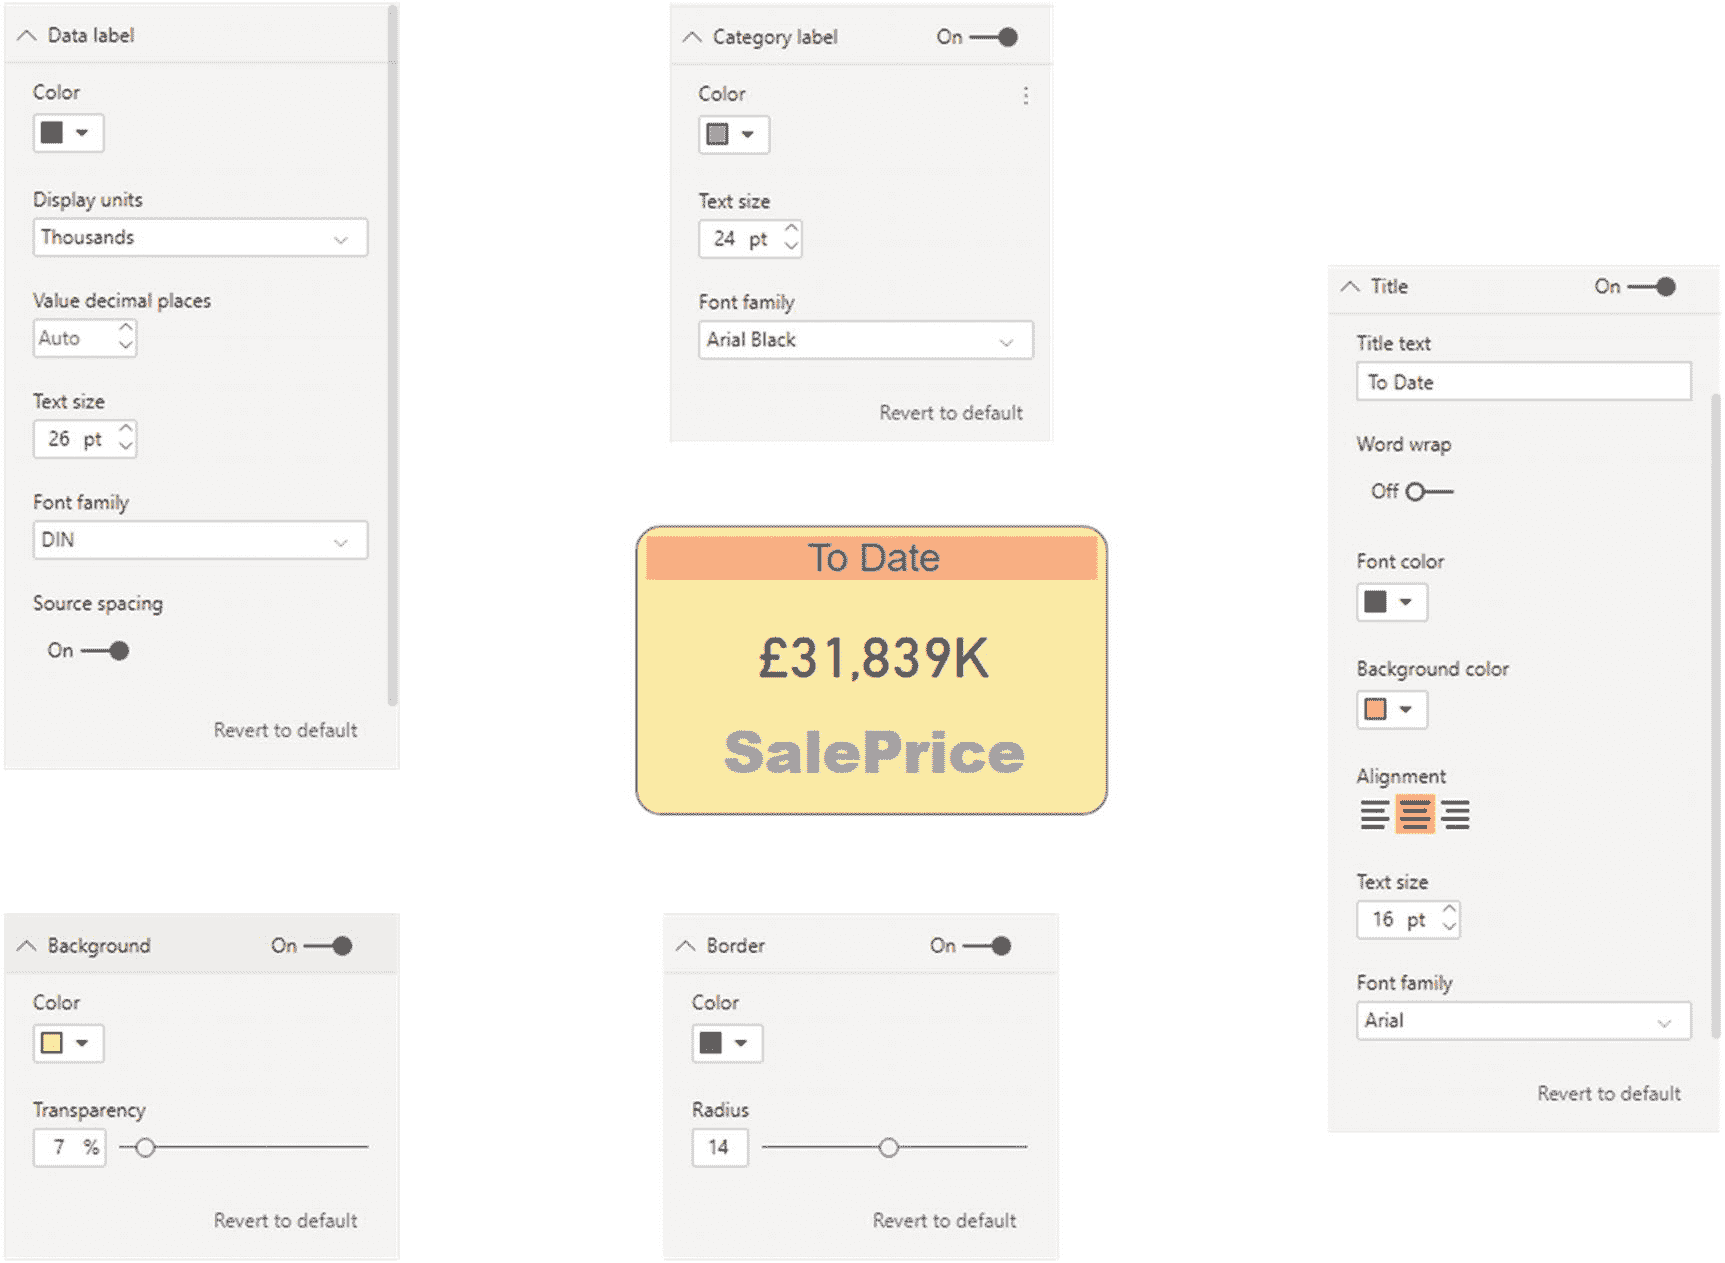 Data label
Color
Display units
Thousands
Value decimal places
Auto
Text size
26 pt
Font family
DIN
Source spacing
On
Revert to default
Category label On
Color
Text size
24 pt
Font family
Arial Black
Revert to default
To Date
£31,839K
SalePrice
Title On
Title text
To Date
Word wrap
Off
Font color
Background color
Alignment
Text size
16 pt
Font family
Arial
Revert to default
Background On
Color
Transparency
7 %
Revert to default
Border On
Color
Radius
14
Revert to default